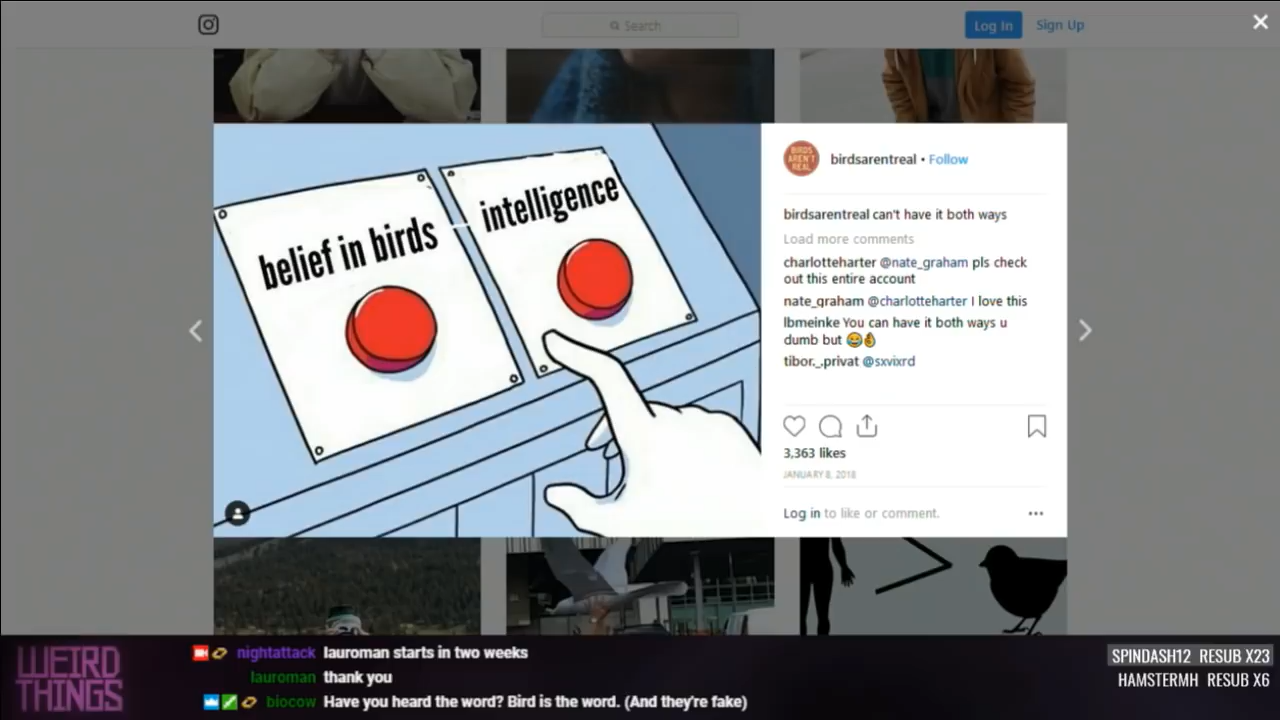 Search
Log In
Sign Up
belief in birds
intelligence
BIRDS
AREN'T
REAL
birdsarentreal • Follow
birdsarentreal can't have it both ways
Load more comments
charlotteharter @nate_graham pls check
out this entire account
nate_graham @charlotteharter I love this
lbmeinke You can have it both ways u
dumb but 😂👌
tibor._.privat @sxvixrd
3,363 likes
JANUARY 8, 2018
Log in to like or comment.
WEIRD
THINGS
nightattack lauroman starts in two weeks
lauroman thank you
biocow Have you heard the word? Bird is the word. (And they're fake)
SPINDASH12 RESUB X23
HAMSTERMH RESUB X6